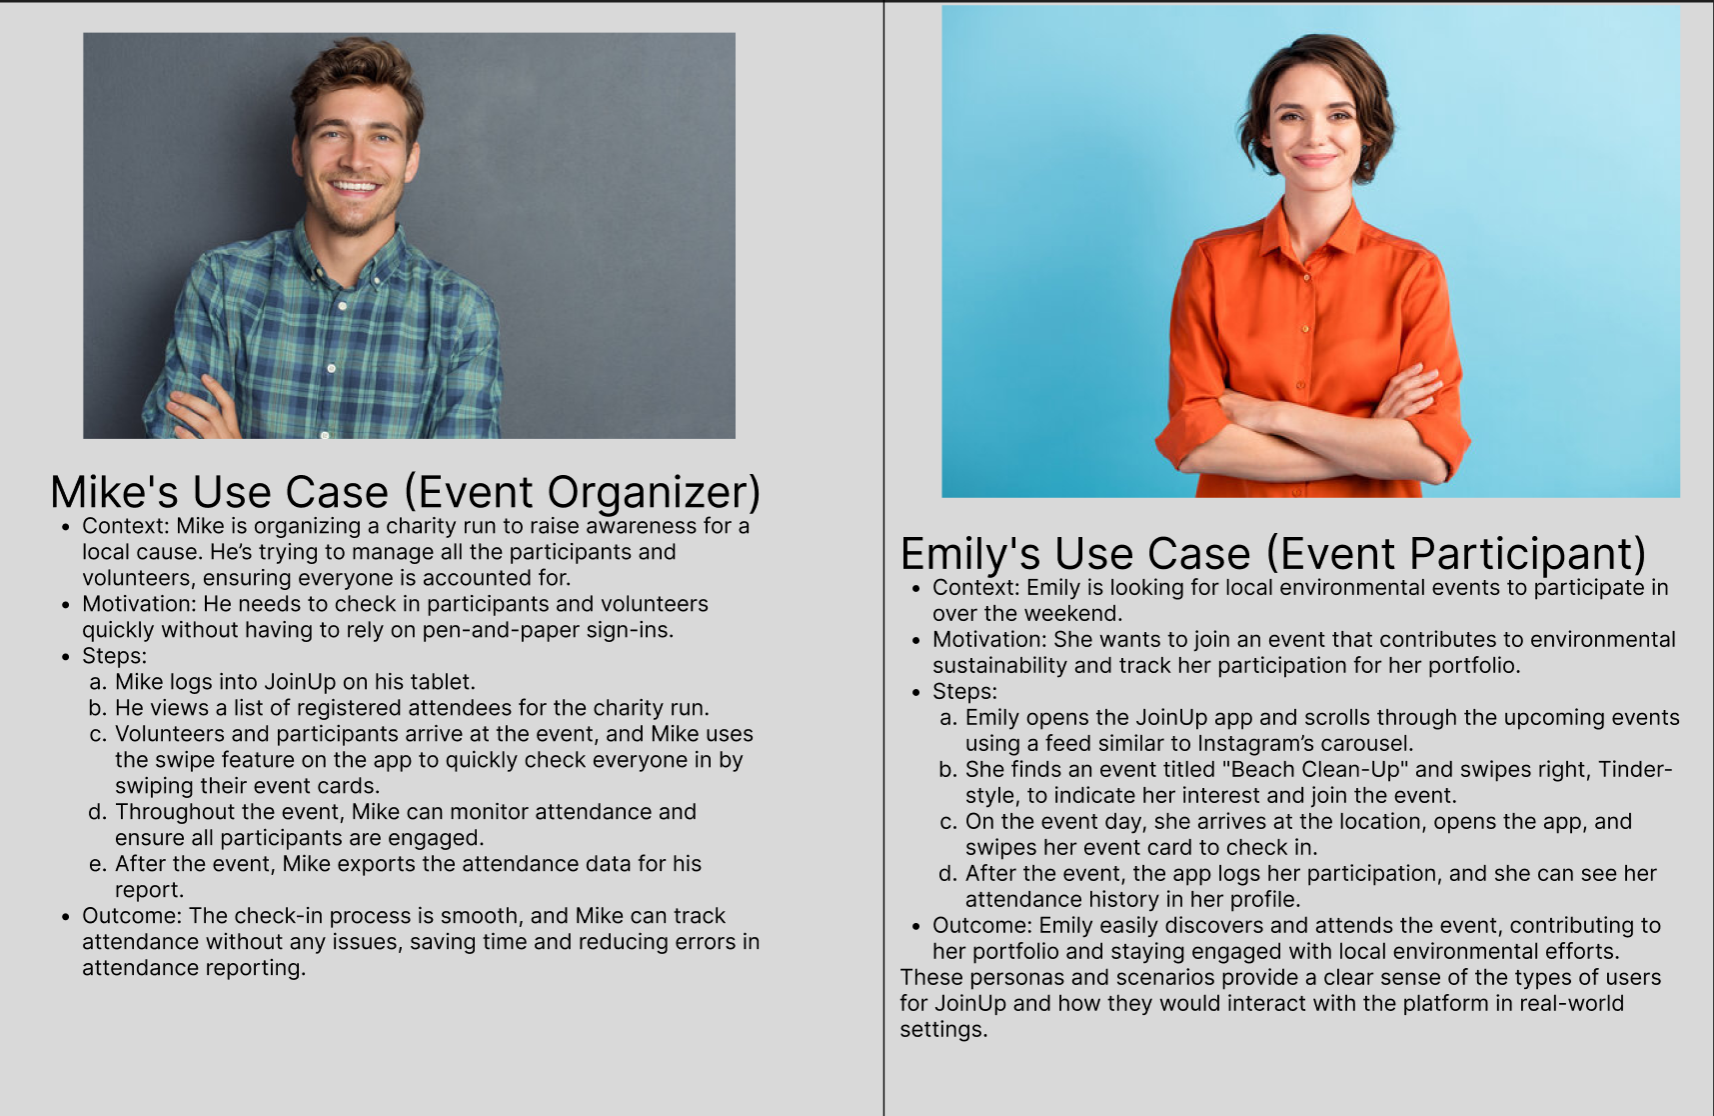 Mike's Use Case (Event Organizer)
• Context: Mike is organizing a charity run to raise awareness for a
local cause. He’s trying to manage all the participants and
volunteers, ensuring everyone is accounted for.
• Motivation: He needs to check in participants and volunteers
quickly without having to rely on pen-and-paper sign-ins.
• Steps:
a. Mike logs into JoinUp on his tablet.
b. He views a list of registered attendees for the charity run.
c. Volunteers and participants arrive at the event, and Mike uses
the swipe feature on the app to quickly check everyone in by
swiping their event cards.
d. Throughout the event, Mike can monitor attendance and
ensure all participants are engaged.
e. After the event, Mike exports the attendance data for his
report.
• Outcome: The check-in process is smooth, and Mike can track
attendance without any issues, saving time and reducing errors in
attendance reporting.
Emily's Use Case (Event Participant)
• Context: Emily is looking for local environmental events to participate in
over the weekend.
• Motivation: She wants to join an event that contributes to environmental
sustainability and track her participation for her portfolio.
• Steps:
a. Emily opens the JoinUp app and scrolls through the upcoming events
using a feed similar to Instagram’s carousel.
b. She finds an event titled "Beach Clean-Up" and swipes right, Tinder-
style, to indicate her interest and join the event.
c. On the event day, she arrives at the location, opens the app, and
swipes her event card to check in.
d. After the event, the app logs her participation, and she can see her
attendance history in her profile.
• Outcome: Emily easily discovers and attends the event, contributing to
her portfolio and staying engaged with local environmental efforts.
These personas and scenarios provide a clear sense of the types of users
for JoinUp and how they would interact with the platform in real-world
settings.